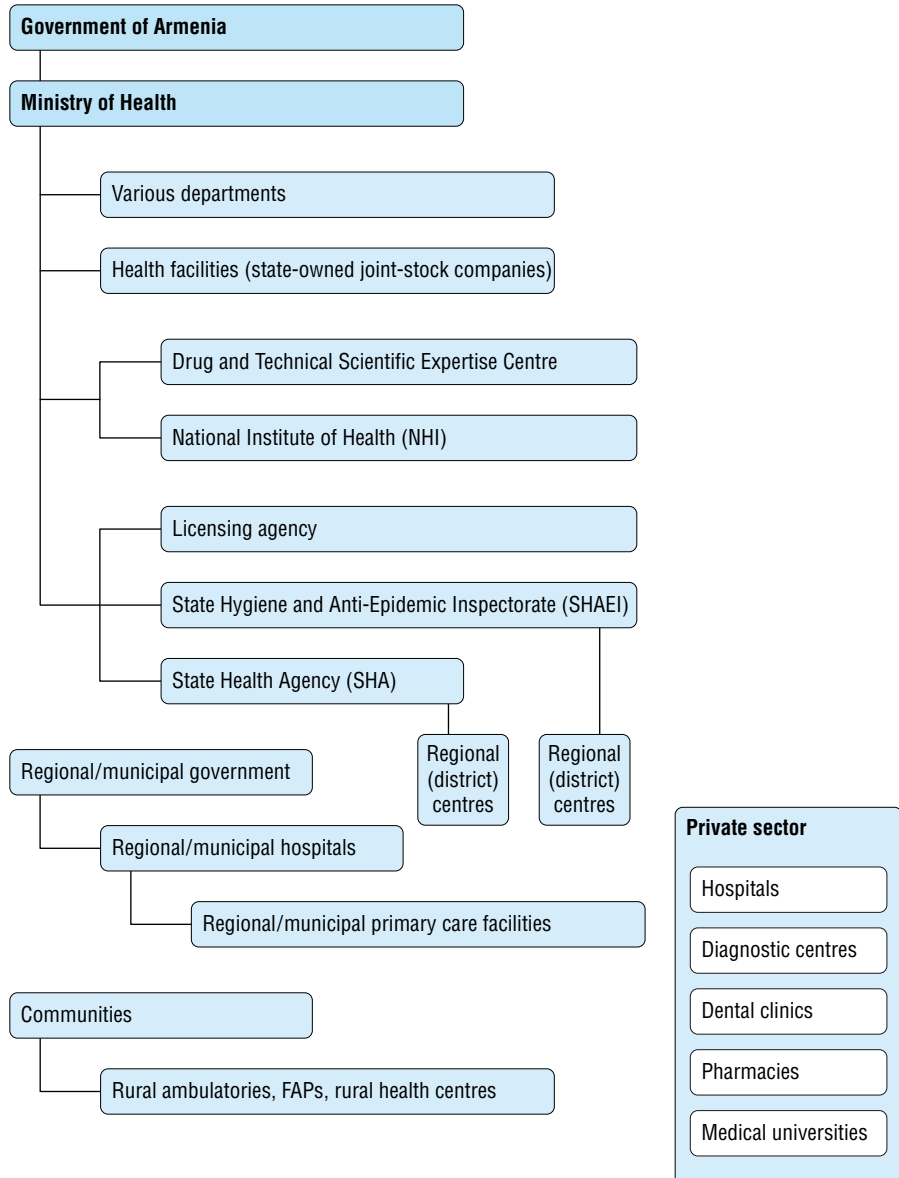 Government of Armenia
Ministry of Health
Various departments
Health facilities (state-owned joint-stock companies)
Drug and Technical Scientific Expertise Centre
National Institute of Health (NHI)
Licensing agency
State Hygiene and Anti-Epidemic Inspectorate (SHAEI)
State Health Agency (SHA)
Regional
(district)
centres
Regional
(district)
centres
Regional/municipal government
Regional/municipal hospitals
Regional/municipal primary care facilities
Communities
Rural ambulatories, FAPs, rural health centres
Private sector
Hospitals
Diagnostic centres
Dental clinics
Pharmacies
Medical universities